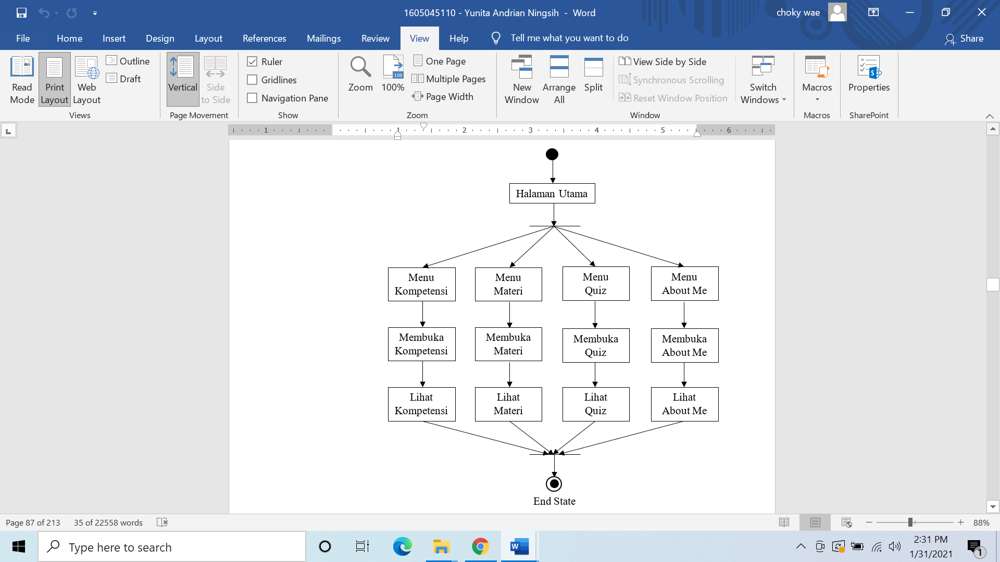 1605045110 - Yunita Andrian Ningsih - Word
choky wae
File Home Insert Design Layout References Mailings Review View Help Tell me what you want to do Share
Read Mode
Print Layout
Web Layout
Outline
Draft
Views
Vertical
Side to Side
Page Movement
Ruler
Gridlines
Navigation Pane
Show
Zoom
100
100%
One Page
Multiple Pages
Page Width
Zoom
New Window
Arrange All
Split
View Side by Side
Synchronous Scrolling
Reset Window Position
Switch Windows
Window
Macros
Macros
Properties
SharePoint
1 1 2 3 4 5 6
Halaman Utama
Menu Kompetensi
Menu Materi
Menu Quiz
Menu About Me
Membuka Kompetensi
Membuka Materi
Membuka Quiz
Membuka About Me
Lihat Kompetensi
Lihat Materi
Lihat Quiz
Lihat About Me
End State
Page 87 of 213 35 of 22558 words 88%
Type here to search
2:31 PM
1/31/2021
1